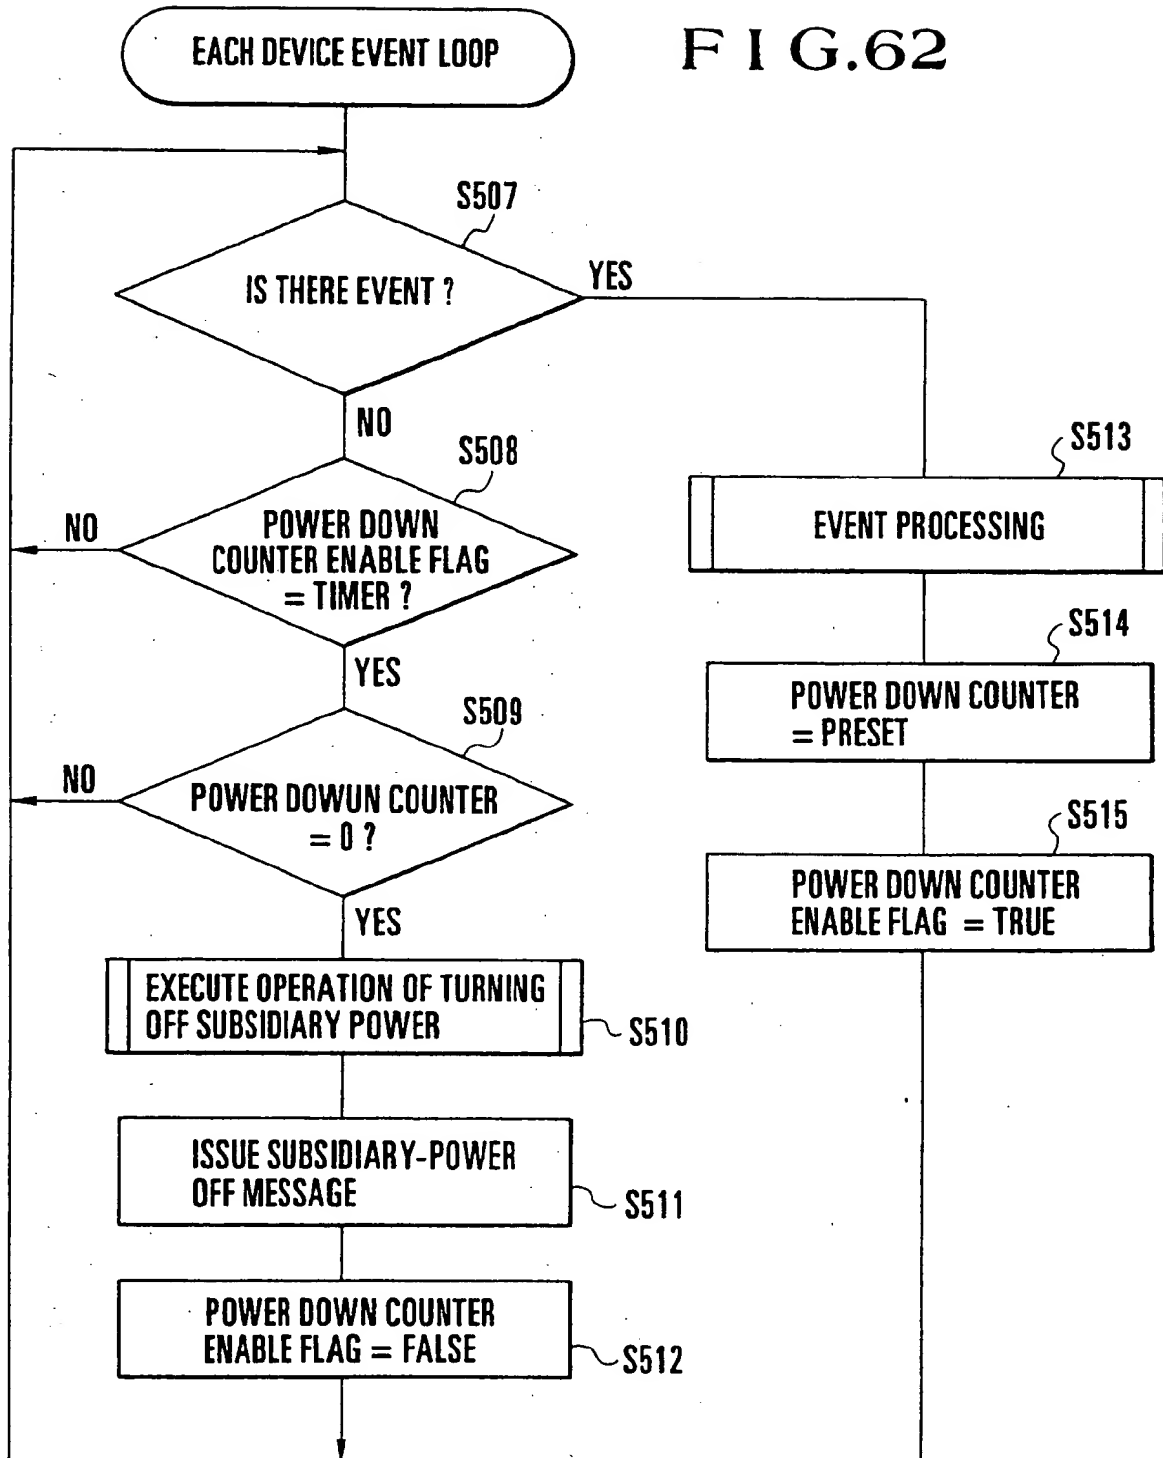 EACH DEVICE EVENT LOOP
FIG.62
S507
IS THERE EVENT ?
YES
NO
S508
POWER DOWN
COUNTER ENABLE FLAG
= TIMER ?
NO
YES
S509
POWER DOWUN COUNTER
= 0 ?
NO
YES
EXECUTE OPERATION OF TURNING
OFF SUBSIDIARY POWER
S510
ISSUE SUBSIDIARY-POWER
OFF MESSAGE
S511
POWER DOWN COUNTER
ENABLE FLAG = FALSE
S512
S513
EVENT PROCESSING
S514
POWER DOWN COUNTER
= PRESET
S515
POWER DOWN COUNTER
ENABLE FLAG = TRUE